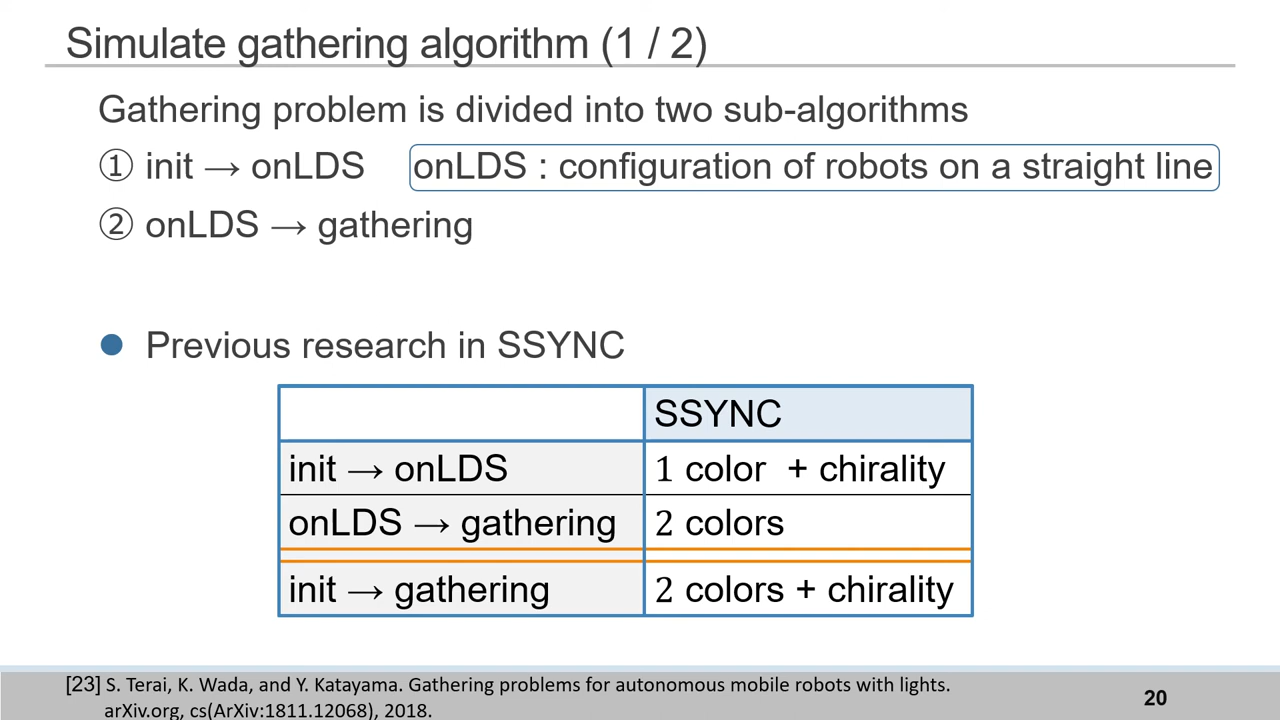 Simulate gathering algorithm (1 / 2)
Gathering problem is divided into two sub-algorithms
① init → onLDS onLDS : configuration of robots on a straight line
② onLDS → gathering
● Previous research in SSYNC
SSYNC
init → onLDS 1 color + chirality
onLDS → gathering 2 colors
init → gathering 2 colors + chirality
[23] S. Terai, K. Wada, and Y. Katayama. Gathering problems for autonomous mobile robots with lights.
arXiv.org, cs(ArXiv:1811.12068), 2018.
20